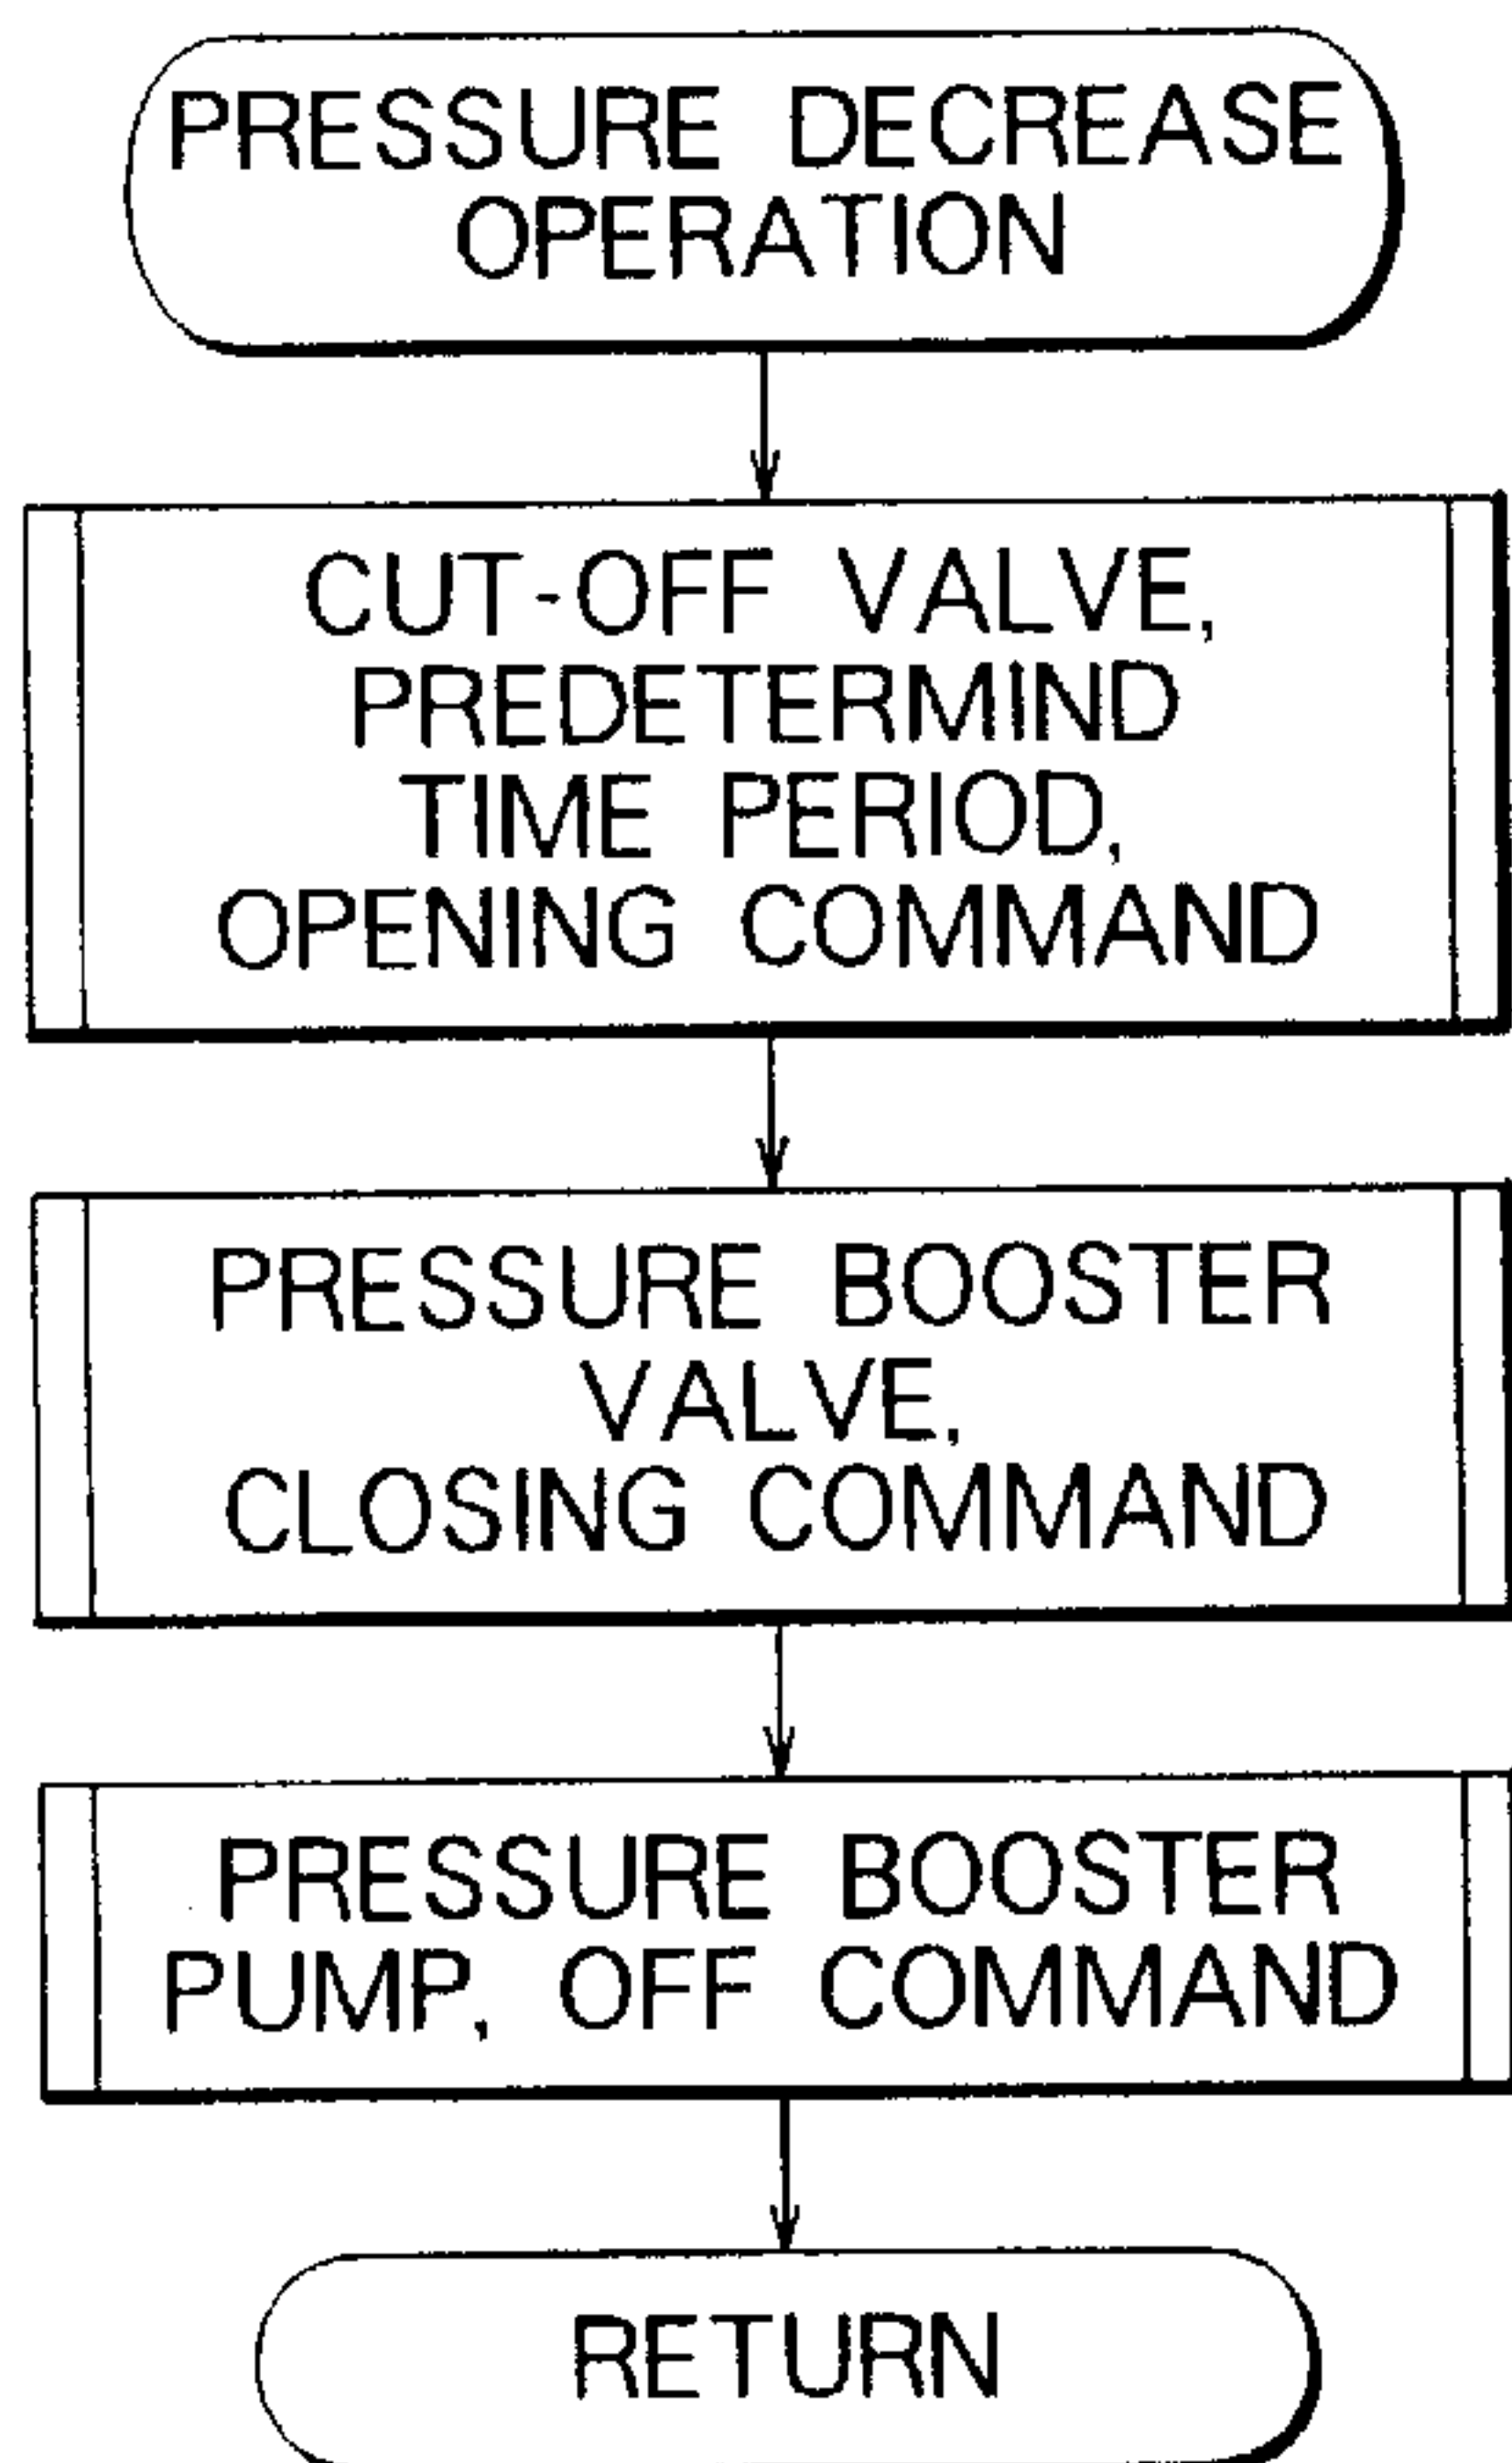 PRESSURE DECREASE
OPERATION
CUT-OFF VALVE,
PREDETERMIND
TIME PERIOD,
OPENING COMMAND
PRESSURE BOOSTER
VALVE,
CLOSING COMMAND
PRESSURE BOOSTER
PUMP, OFF COMMAND
RETURN